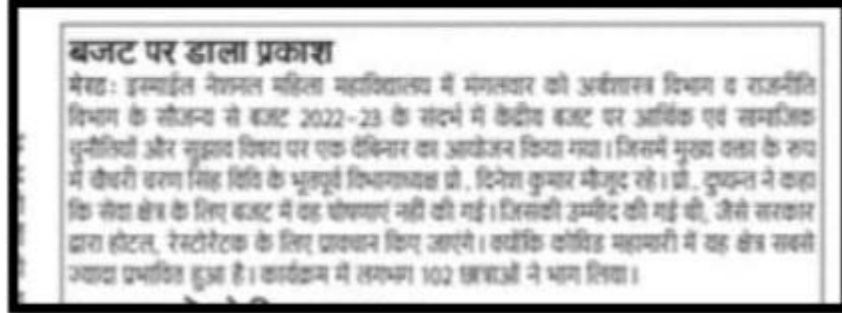 बजट पर डाला प्रकाश
मेरठ: इस्माईल नेशनल महिला महाविद्यालय में मंगलवार को अर्थशास्त्र विभाग व राजनीति
विभाग के सौजन्य से बजट 2022-23 के संदर्भ में केंद्रीय बजट पर आर्थिक एवं सामाजिक
चुनौतियों और सुझाव विषय पर एक वेबिनार का आयोजन किया गया। जिसमें मुख्य वक्ता के रूप
में चौधरी चरण सिंह विवि के भूतपूर्व विभागाध्यक्ष प्रो. दिनेश कुमार मौजूद रहे। प्रो. दुष्यन्त ने कहा
कि सेवा क्षेत्र के लिए बजट में वह घोषणाएं नहीं की गई। जिसकी उम्मीद की गई थी, जैसे सरकार
द्वारा होटल, रेस्टोरेंटक के लिए प्रावधान किए जाएंगे। क्योंकि कोविड महामारी में यह क्षेत्र सबसे
ज्यादा प्रभावित हुआ है। कार्यक्रम में लगभग 102 छात्राओं ने भाग लिया।